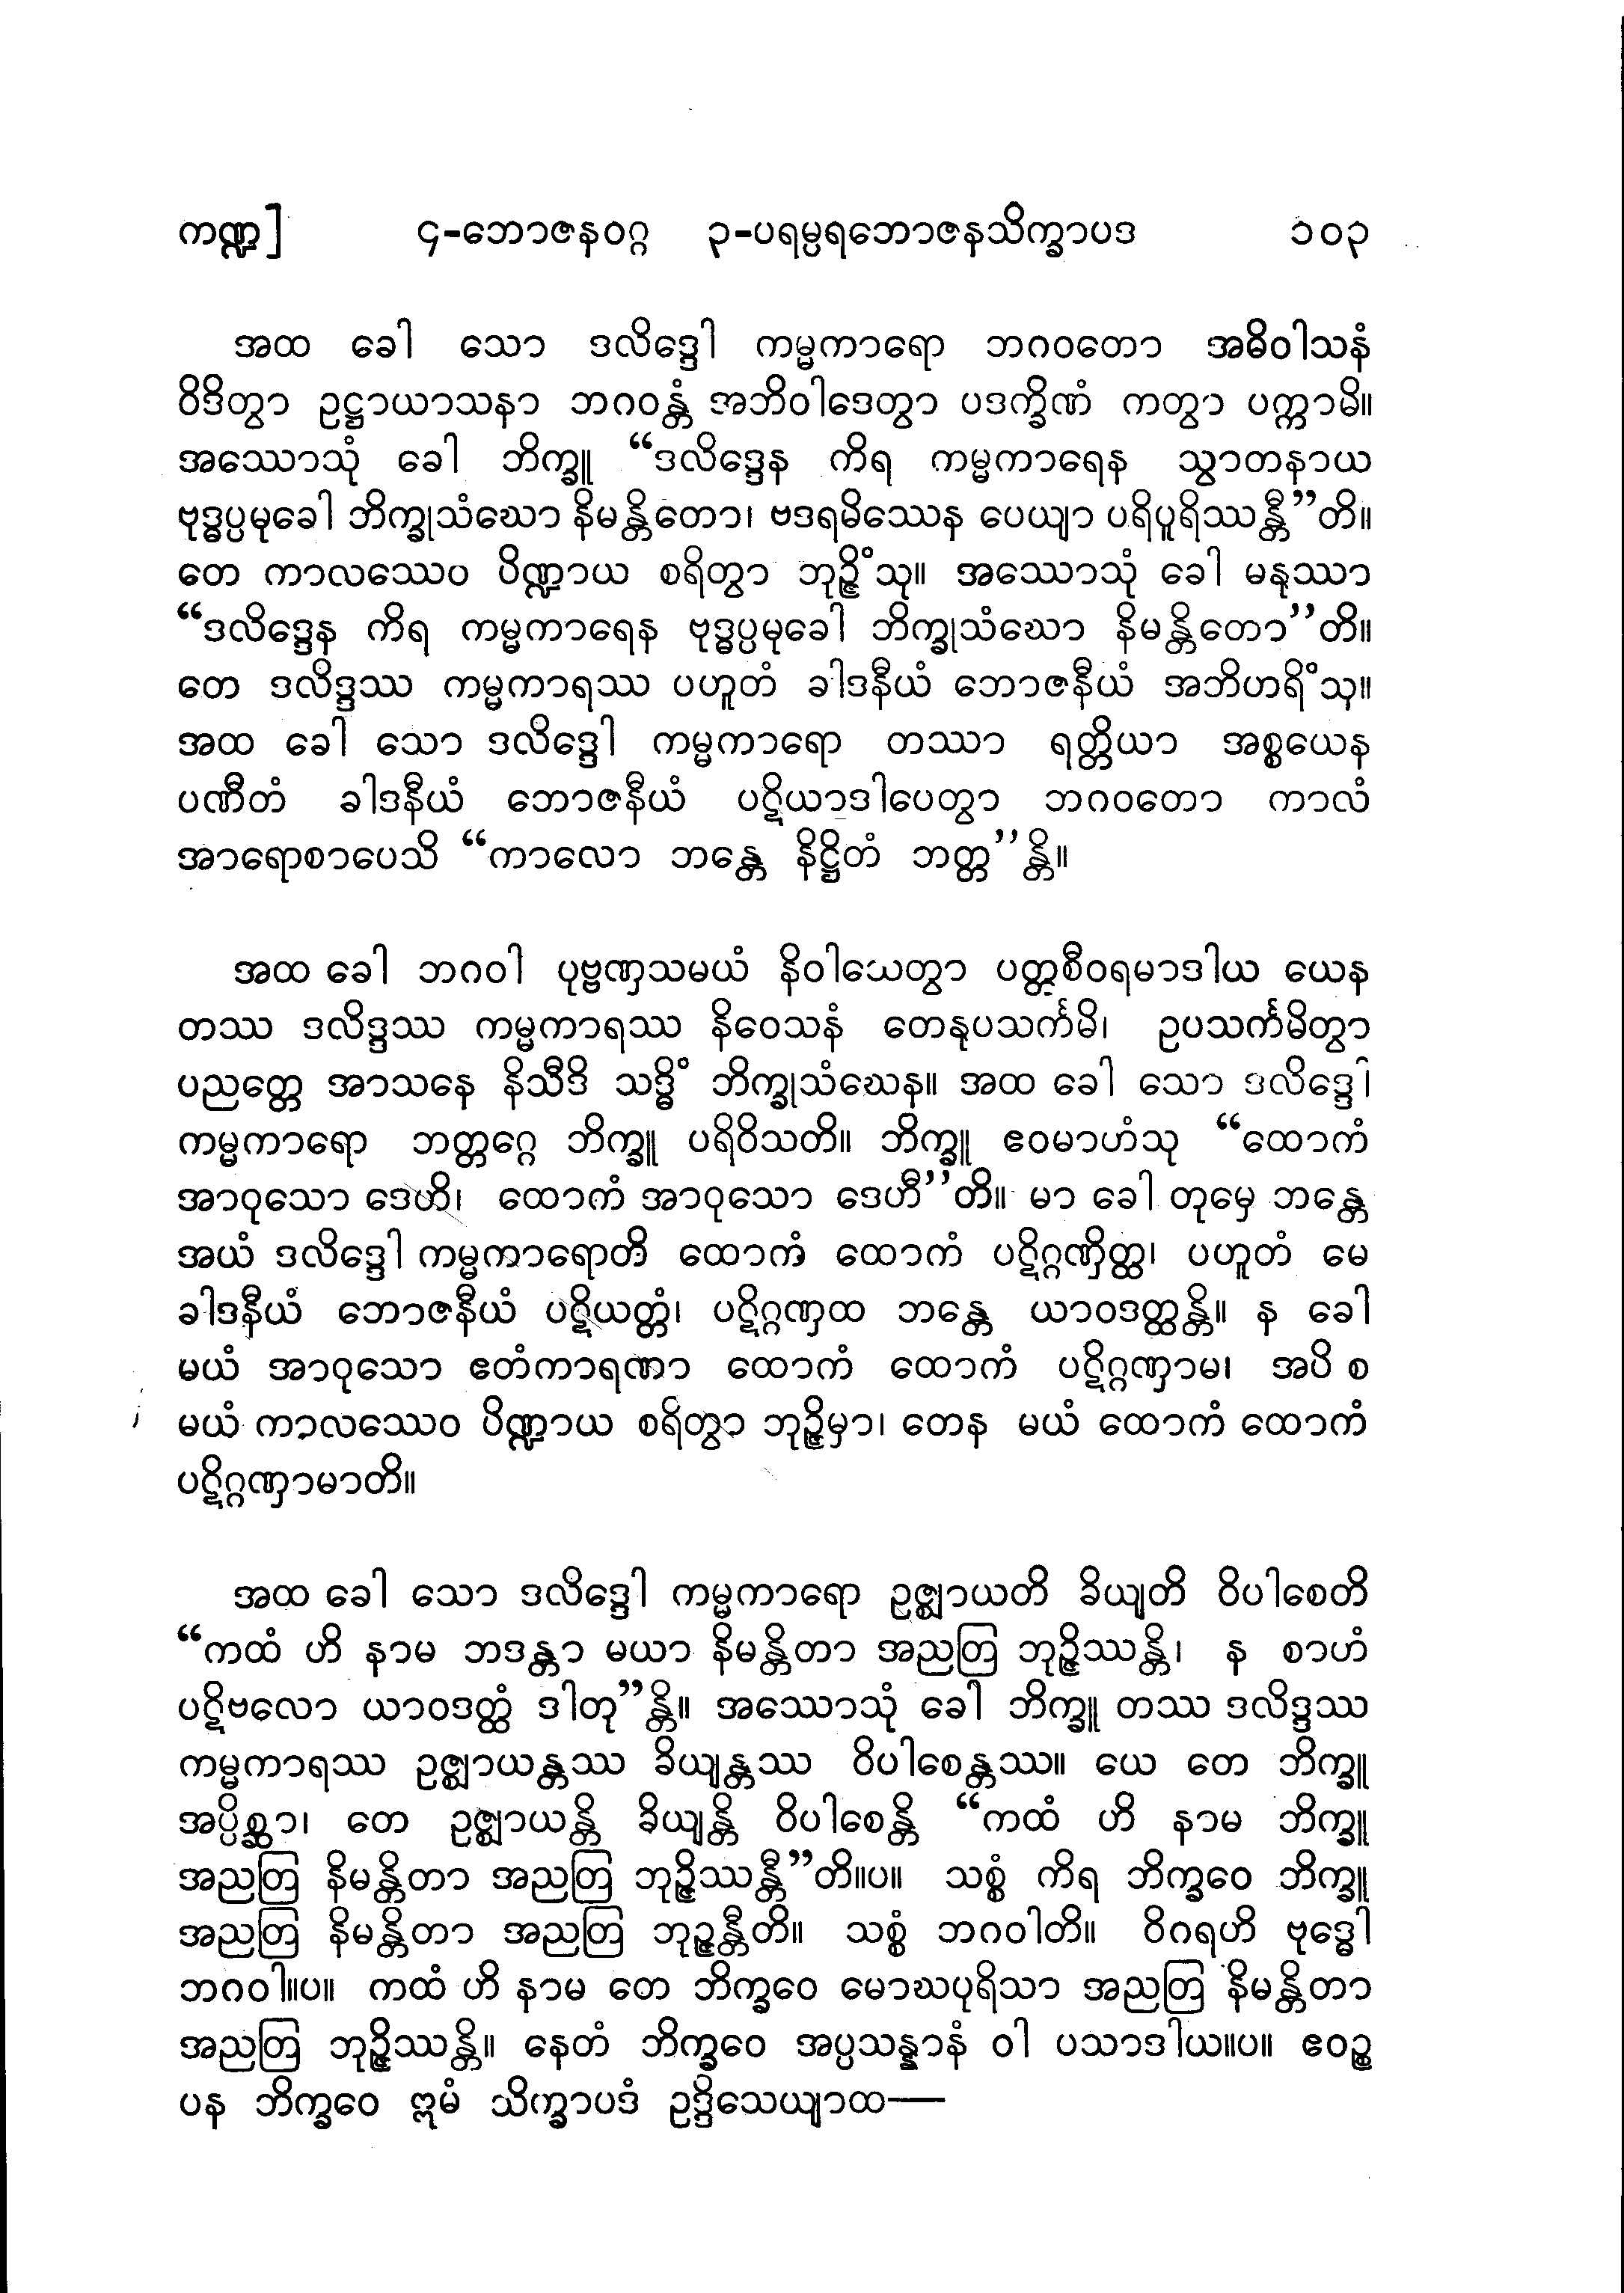 ကဏ္ဍ] ၄-ဘောဇနဝဂ္ဂ ၃-ပရမ္ပရဘောဇနသိက္ခာပဒ ၁၀၃
အထ ခေါ သော ဒလိဒ္ဒေါ ကမ္မကာရော ဘဂဝတော အဓိဝါသနံ
ဝိဒိတွာ ဥဋ္ဌာယာသနာ ဘဂဝန္တံ အဘိဝါဒေတွာ ပဒက္ခိဏံ ကတွာ ပက္ကာမိ။
အဿောသုံ ခေါ ဘိက္ခူ “ဒလိဒ္ဒေန ကိရ ကမ္မကာရေန သွာတနာယ
ဗုဒ္ဓပ္ပမုခေါ ဘိက္ခုသံဃော နိမန္တိတော၊ ဗဒရမိဿေန ပေယျာ ပရိပူရိဿန္တီ”တိ။
တေ ကာလဿေဝ ပိဏ္ဍာယ စရိတွာ ဘုဉ္ဇိံသု။ အဿောသုံ ခေါ မနုဿာ
“ဒလိဒ္ဒေန ကိရ ကမ္မကာရေန ဗုဒ္ဓပ္ပမုခေါ ဘိက္ခုသံဃော နိမန္တိတော”တိ။
တေ ဒလိဒ္ဒဿ ကမ္မကာရဿ ပဟူတံ ခါဒနီယံ ဘောဇနီယံ အဘိဟရိံသု။
အထ ခေါ သော ဒလိဒ္ဒေါ ကမ္မကာရော တဿာ ရတ္တိယာ အစ္စယေန
ပဏီတံ ခါဒနီယံ ဘောဇနီယံ ပဋိယာဒါပေတွာ ဘဂဝတော ကာလံ
အာရောစာပေသိ “ကာလော ဘန္တေ နိဋ္ဌိတံ ဘတ္တ”န္တိ။
အထ ခေါ ဘဂဝါ ပုဗ္ဗဏှသမယံ နိဝါသေတွာ ပတ္တစီဝရမာဒါယ ယေန
တဿ ဒလိဒ္ဒဿ ကမ္မကာရဿ နိဝေသနံ တေနုပသင်္ကမိ၊ ဥပသင်္ကမိတွာ
ပညတ္တေ အာသနေ နိသီဒိ သဒ္ဓိံ ဘိက္ခုသံဃေန။ အထ ခေါ သော ဒလိဒ္ဒေါ
ကမ္မကာရော ဘတ္တဂ္ဂေ ဘိက္ခူ ပရိဝိသတိ။ ဘိက္ခူ ဧဝမာဟံသု “ထောကံ
အာဝုသော ဒေဟိ၊ ထောကံ အာဝုသော ဒေဟီ”တိ။ မာ ခေါ တုမှေ ဘန္တေ
အယံ ဒလိဒ္ဒေါ ကမ္မကာရောတိ ထောကံ ထောကံ ပဋိဂ္ဂဏှိတ္ထ၊ ပဟူတံ မေ
ခါဒနီယံ ဘောဇနီယံ ပဋိယတ္တံ၊ ပဋိဂ္ဂဏှထ ဘန္တေ ယာဝဒတ္ထန္တိ။ န ခေါ
မယံ အာဝုသော ဧတံကာရဏာ ထောကံ ထောကံ ပဋိဂ္ဂဏှာမ၊ အပိ စ
မယံ ကာလဿေဝ ပိဏ္ဍာယ စရိတွာ ဘုဉ္ဇိမှာ၊ တေန မယံ ထောကံ ထောကံ
ပဋိဂ္ဂဏှာမာတိ။
အထ ခေါ သော ဒလိဒ္ဒေါ ကမ္မကာရော ဥဇ္ဈာယတိ ခိယျတိ ဝိပါစေတိ
“ကထံ ဟိ နာမ ဘဒန္တာ မယာ နိမန္တိတာ အညတြ ဘုဉ္ဇိဿန္တိ၊ န စာဟံ
ပဋိဗလော ယာဝဒတ္ထံ ဒါတု”န္တိ။ အဿောသုံ ခေါ ဘိက္ခူ တဿ ဒလိဒ္ဒဿ
ကမ္မကာရဿ ဥဇ္ဈာယန္တဿ ခိယျန္တဿ ဝိပါစေန္တဿ။ ယေ တေ ဘိက္ခူ
အပ္ပိစ္ဆာ၊ တေ ဥဇ္ဈာယန္တိ ခိယျန္တိ ဝိပါစေန္တိ “ကထံ ဟိ နာမ ဘိက္ခူ
အညတြ နိမန္တိတာ အညတြ ဘုဉ္ဇိဿန္တီ”တိ။ပ။ သစ္စံ ကိရ ဘိက္ခဝေ ဘိက္ခူ
အညတြ နိမန္တိတာ အညတြ ဘုဉ္ဇန္တီတိ။ သစ္စံ ဘဂဝါတိ။ ဝိဂရဟိ ဗုဒ္ဓေါ
ဘဂဝါ။ပ။ ကထံ ဟိ နာမ တေ ဘိက္ခဝေ မောဃပုရိသာ အညတြ နိမန္တိတာ
အညတြ ဘုဉ္ဇိဿန္တိ။ နေတံ ဘိက္ခဝေ အပ္ပသန္နာနံ ဝါ ပသာဒါယ။ပ။ ဧဝဉ္စ
ပန ဘိက္ခဝေ ဣမံ သိက္ခာပဒံ ဥဒ္ဒိသေယျာထ—